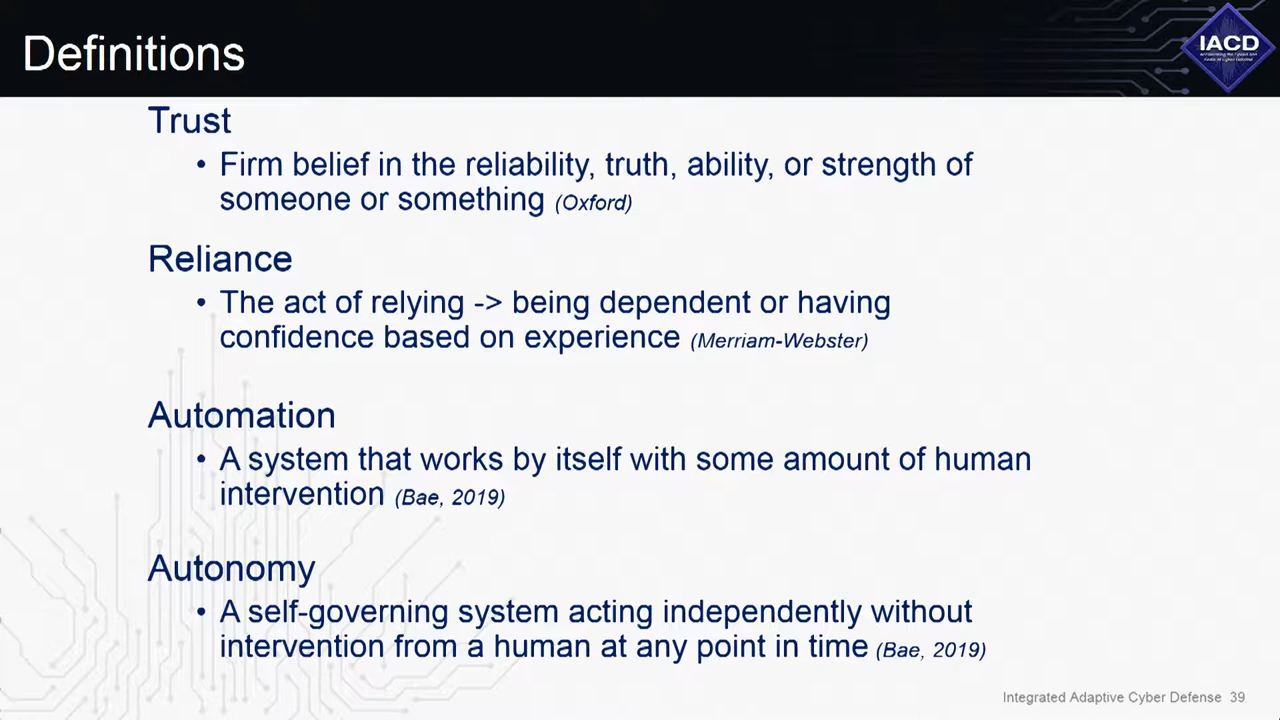 Definitions
IACD
Trust
• Firm belief in the reliability, truth, ability, or strength of
someone or something (Oxford)
Reliance
• The act of relying -> being dependent or having
confidence based on experience (Merriam-Webster)
Automation
• A system that works by itself with some amount of human
intervention (Bae, 2019)
Autonomy
• A self-governing system acting independently without
intervention from a human at any point in time (Bae, 2019)
Integrated Adaptive Cyber Defense 39